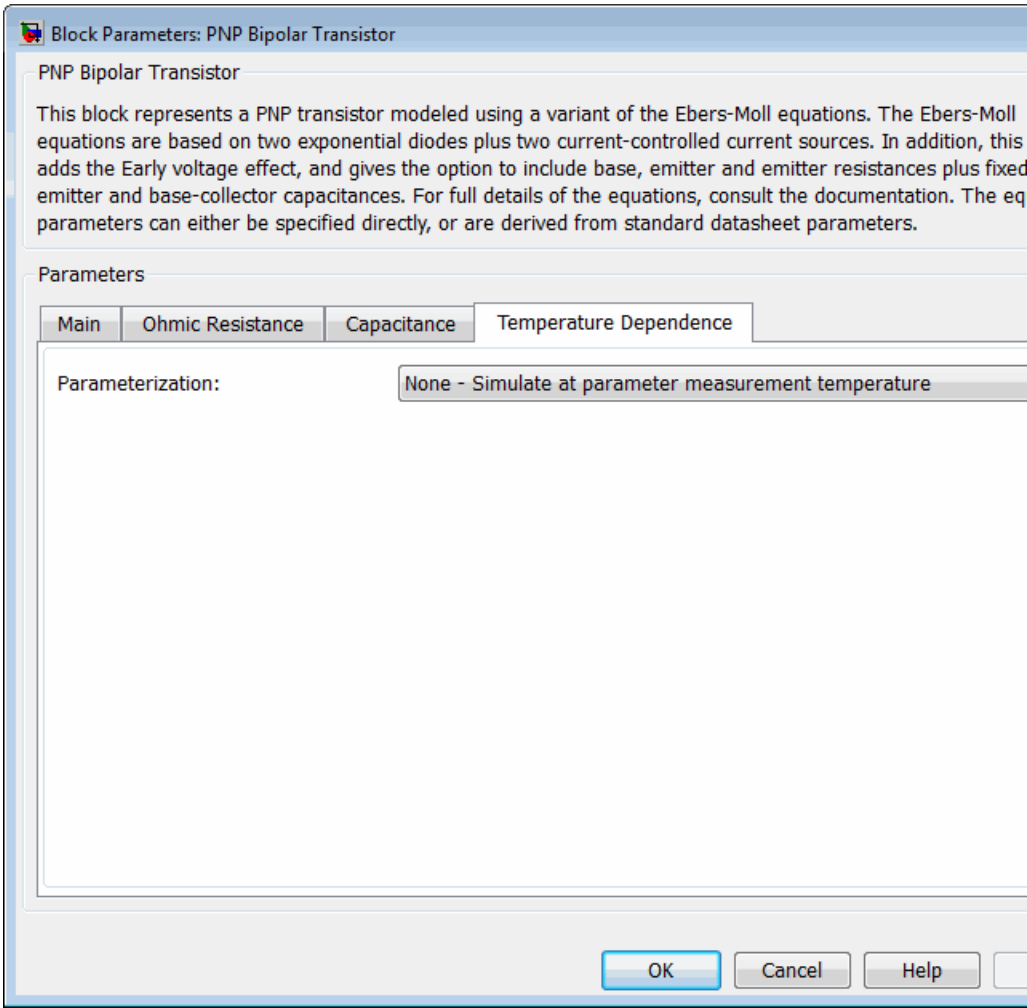 Block Parameters: PNP Bipolar Transistor
PNP Bipolar Transistor
This block represents a PNP transistor modeled using a variant of the Ebers-Moll equations. The Ebers-Moll
equations are based on two exponential diodes plus two current-controlled current sources. In addition, this
adds the Early voltage effect, and gives the option to include base, emitter and emitter resistances plus fixed
emitter and base-collector capacitances. For full details of the equations, consult the documentation. The eq
parameters can either be specified directly, or are derived from standard datasheet parameters.
Parameters
Main Ohmic Resistance Capacitance Temperature Dependence
Parameterization: None - Simulate at parameter measurement temperature
OK Cancel Help